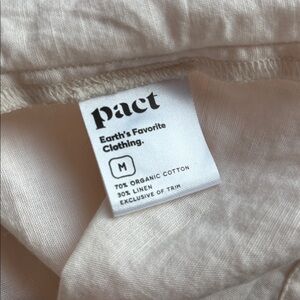 pact
Earth's Favorite
Clothing.
M
70% ORGANIC COTTON
30% LINEN
EXCLUSIVE OF TRIM